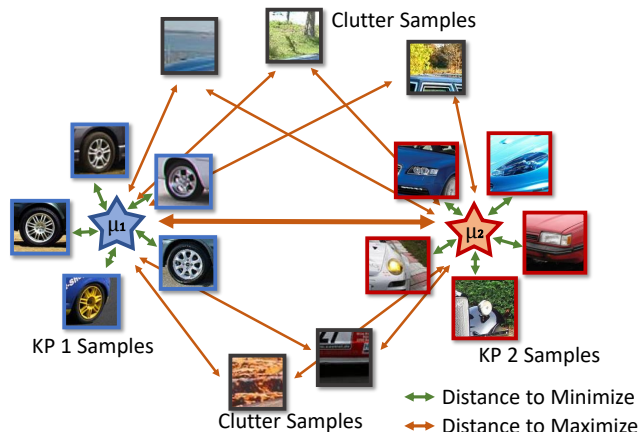 Clutter Samples
μ1
μ2
KP 1 Samples
KP 2 Samples
Clutter Samples
Distance to Minimize
Distance to Maximize